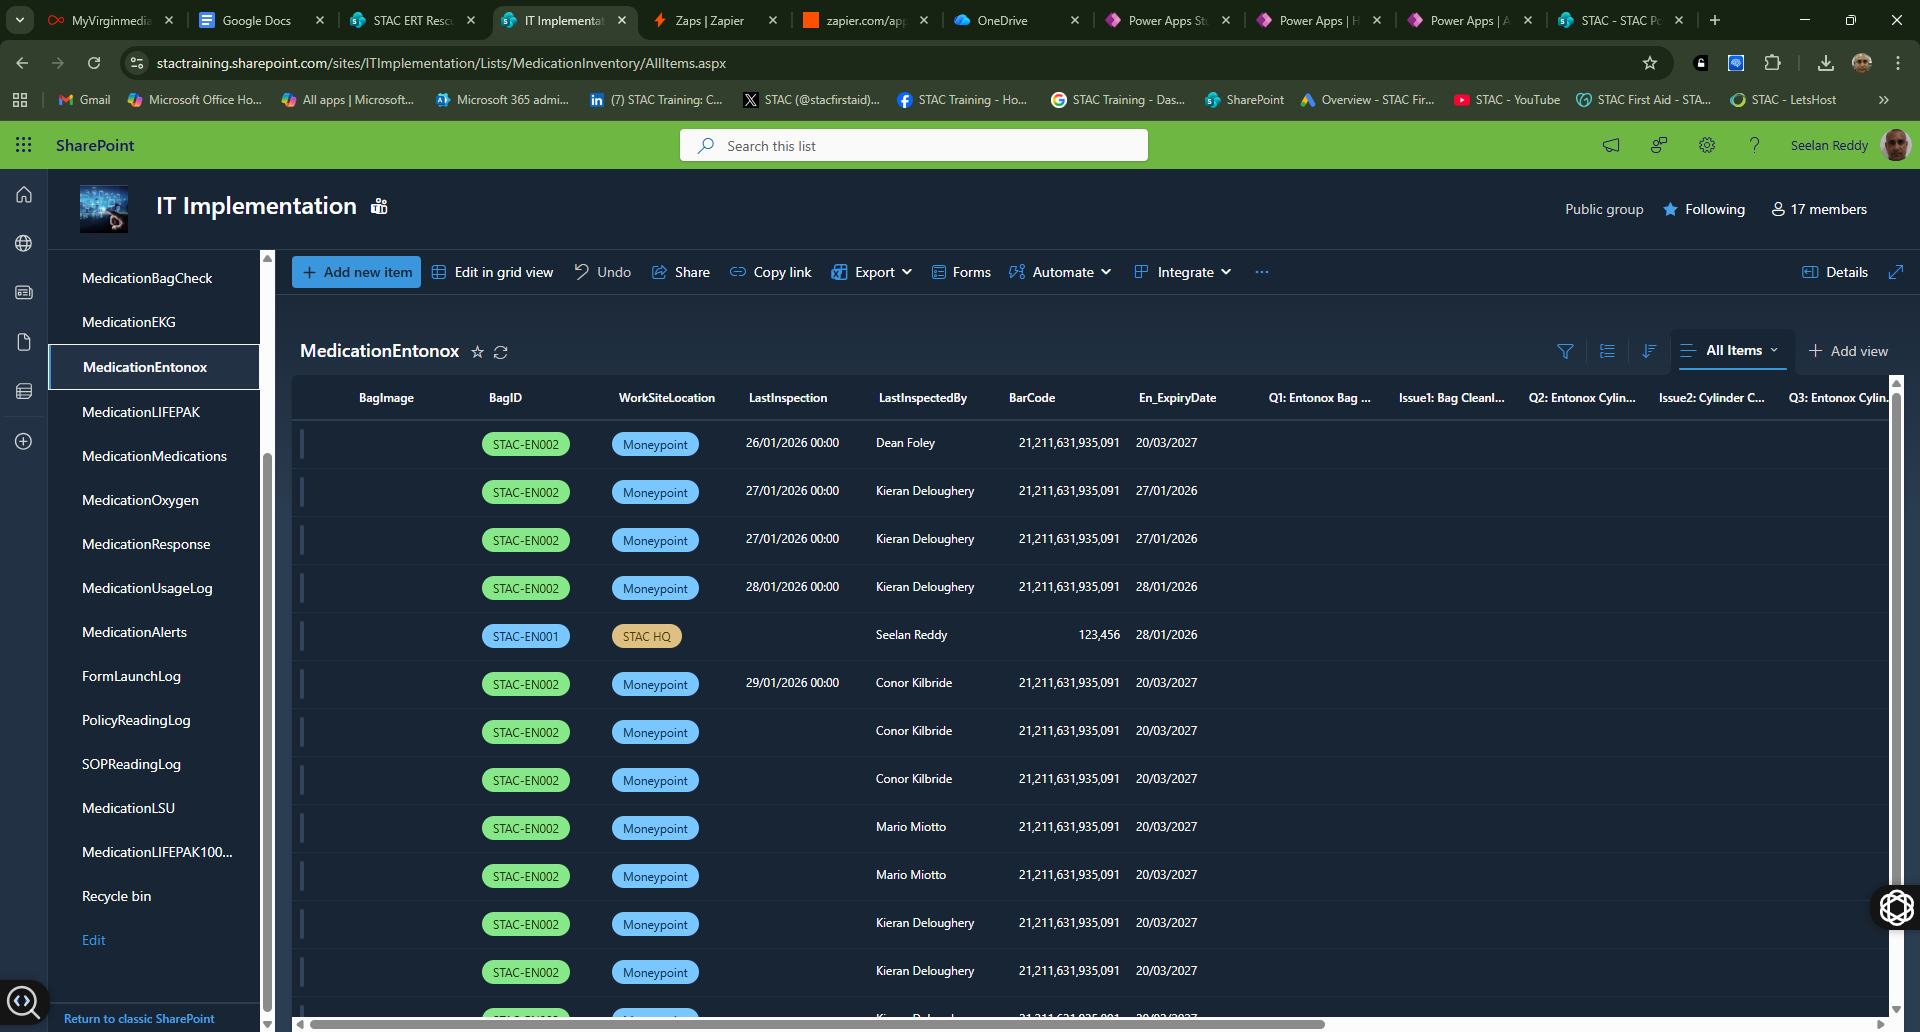 MyVirginmedia
Google Docs
STAC ERT Resc
IT Implementat
Zaps | Zapier
zapier.com/app
OneDrive
Power Apps Stu
Power Apps | H
Power Apps | A
STAC - STAC Po
stactraining.sharepoint.com/sites/ITImplementation/Lists/MedicationInventory/AllItems.aspx
Gmail
Microsoft Office Ho...
All apps | Microsoft...
Microsoft 365 admi...
(7) STAC Training: C...
STAC (@stacfirstaid)...
STAC Training - Ho...
STAC Training - Das...
SharePoint
Overview - STAC Fir...
STAC - YouTube
STAC First Aid - STA...
STAC - LetsHost
SharePoint
Search this list
Seelan Reddy
IT Implementation
Public group
Following
17 members
MedicationBagCheck
MedicationEKG
MedicationEntonox
MedicationLIFEPAK
MedicationMedications
MedicationOxygen
MedicationResponse
MedicationUsageLog
MedicationAlerts
FormLaunchLog
PolicyReadingLog
SOPReadingLog
MedicationLSU
MedicationLIFEPAK100...
Recycle bin
Edit
Return to classic SharePoint
Add new item
Edit in grid view
Undo
Share
Copy link
Export
Forms
Automate
Integrate
Details
MedicationEntonox
All Items
Add view
BagImage BagID WorkSiteLocation LastInspection LastInspectedBy BarCode En_ExpiryDate Q1: Entonox Bag ... Issue1: Bag Cleanl... Q2: Entonox Cylin... Issue2: Cylinder C... Q3: Entonox Cylin.
STAC-EN002 Moneypoint 26/01/2026 00:00 Dean Foley 21,211,631,935,091 20/03/2027
STAC-EN002 Moneypoint 27/01/2026 00:00 Kieran Deloughery 21,211,631,935,091 27/01/2026
STAC-EN002 Moneypoint 27/01/2026 00:00 Kieran Deloughery 21,211,631,935,091 27/01/2026
STAC-EN002 Moneypoint 28/01/2026 00:00 Kieran Deloughery 21,211,631,935,091 28/01/2026
STAC-EN001 STAC HQ Seelan Reddy 123,456 28/01/2026
STAC-EN002 Moneypoint 29/01/2026 00:00 Conor Kilbride 21,211,631,935,091 20/03/2027
STAC-EN002 Moneypoint Conor Kilbride 21,211,631,935,091 20/03/2027
STAC-EN002 Moneypoint Conor Kilbride 21,211,631,935,091 20/03/2027
STAC-EN002 Moneypoint Mario Miotto 21,211,631,935,091 20/03/2027
STAC-EN002 Moneypoint Mario Miotto 21,211,631,935,091 20/03/2027
STAC-EN002 Moneypoint Kieran Deloughery 21,211,631,935,091 20/03/2027
STAC-EN002 Moneypoint Kieran Deloughery 21,211,631,935,091 20/03/2027